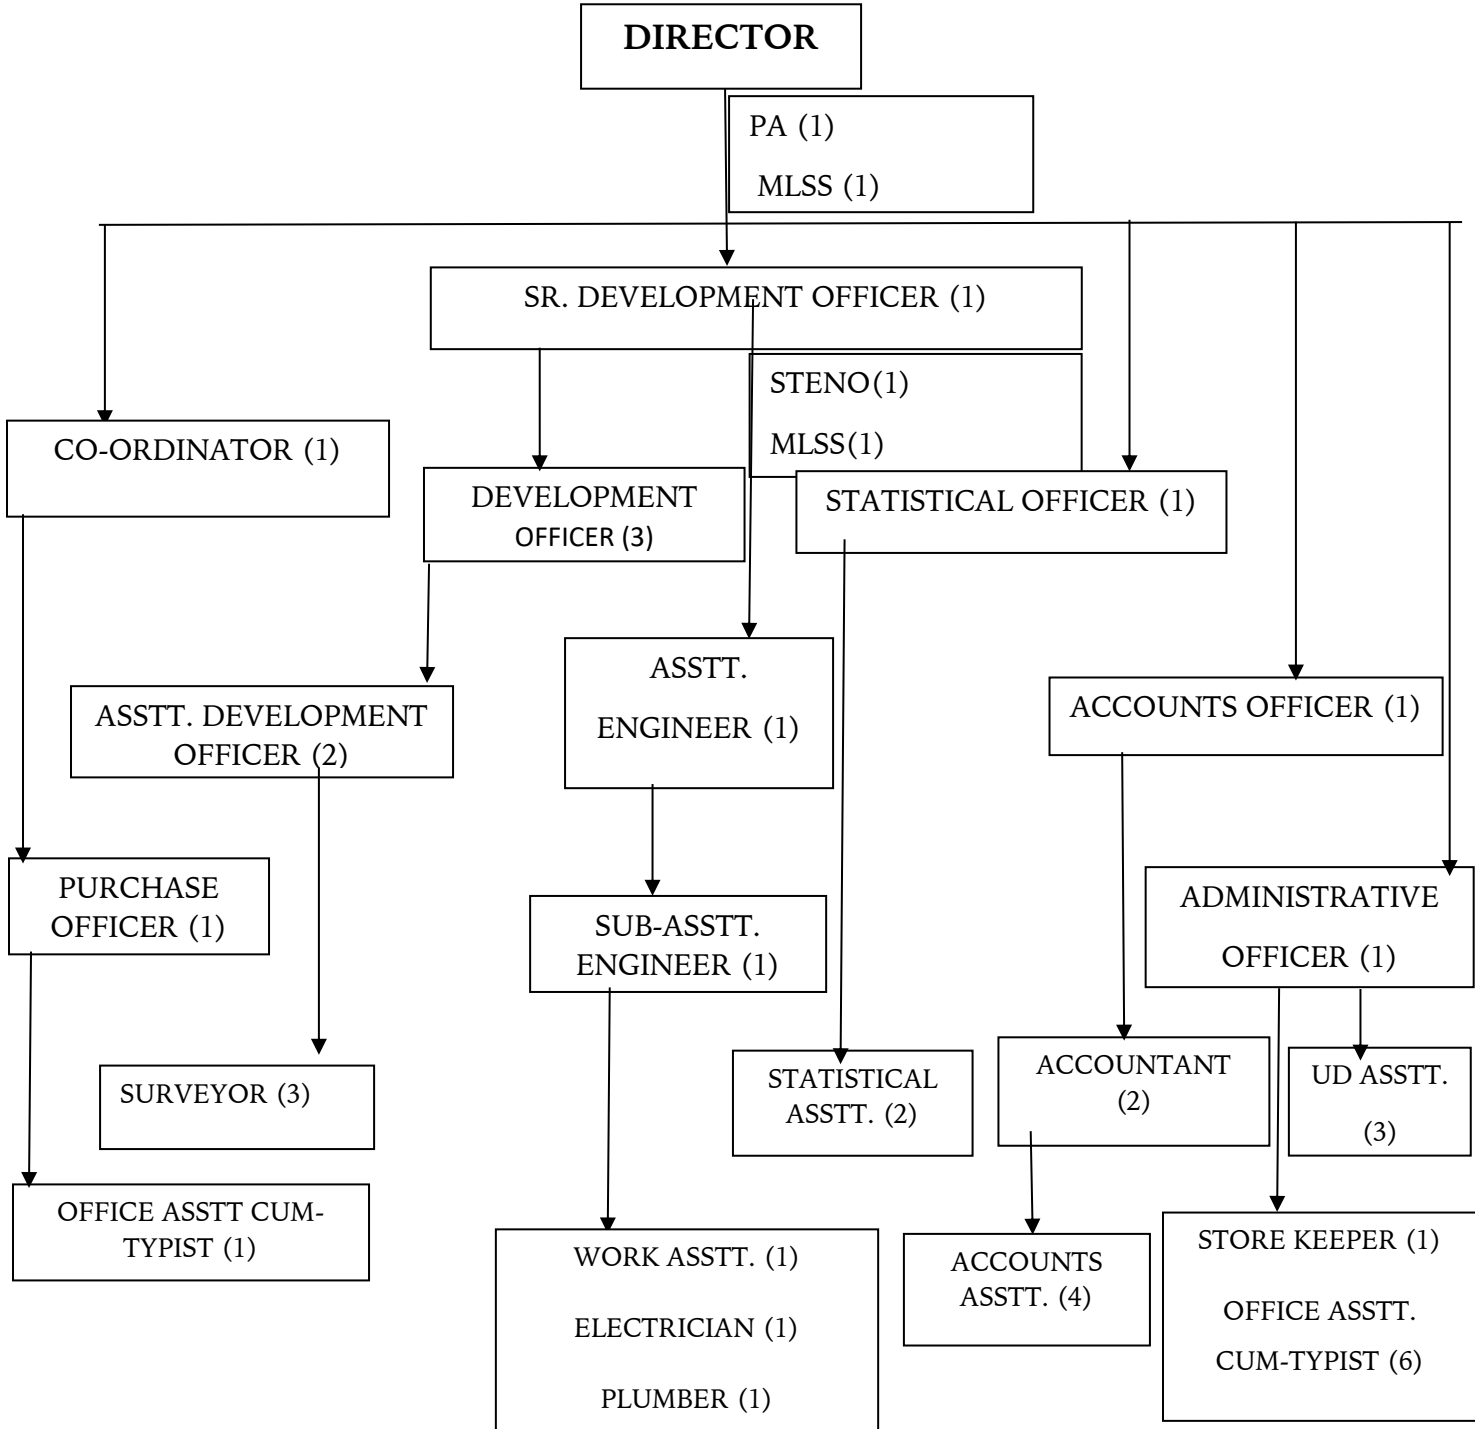 DIRECTOR
PA (1)
MLSS (1)
SR. DEVELOPMENT OFFICER (1)
STENO(1)
MLSS(1)
CO-ORDINATOR (1)
DEVELOPMENT
OFFICER (3)
STATISTICAL OFFICER (1)
ASSTT. DEVELOPMENT
OFFICER (2)
ASSTT.
ENGINEER (1)
ACCOUNTS OFFICER (1)
PURCHASE
OFFICER (1)
SUB-ASSTT.
ENGINEER (1)
ADMINISTRATIVE
OFFICER (1)
SURVEYOR (3)
STATISTICAL
ASSTT. (2)
ACCOUNTANT
(2)
UD ASSTT.
(3)
OFFICE ASSTT CUM-
TYPIST (1)
WORK ASSTT. (1)
ELECTRICIAN (1)
PLUMBER (1)
ACCOUNTS
ASSTT. (4)
STORE KEEPER (1)
OFFICE ASSTT.
CUM-TYPIST (6)